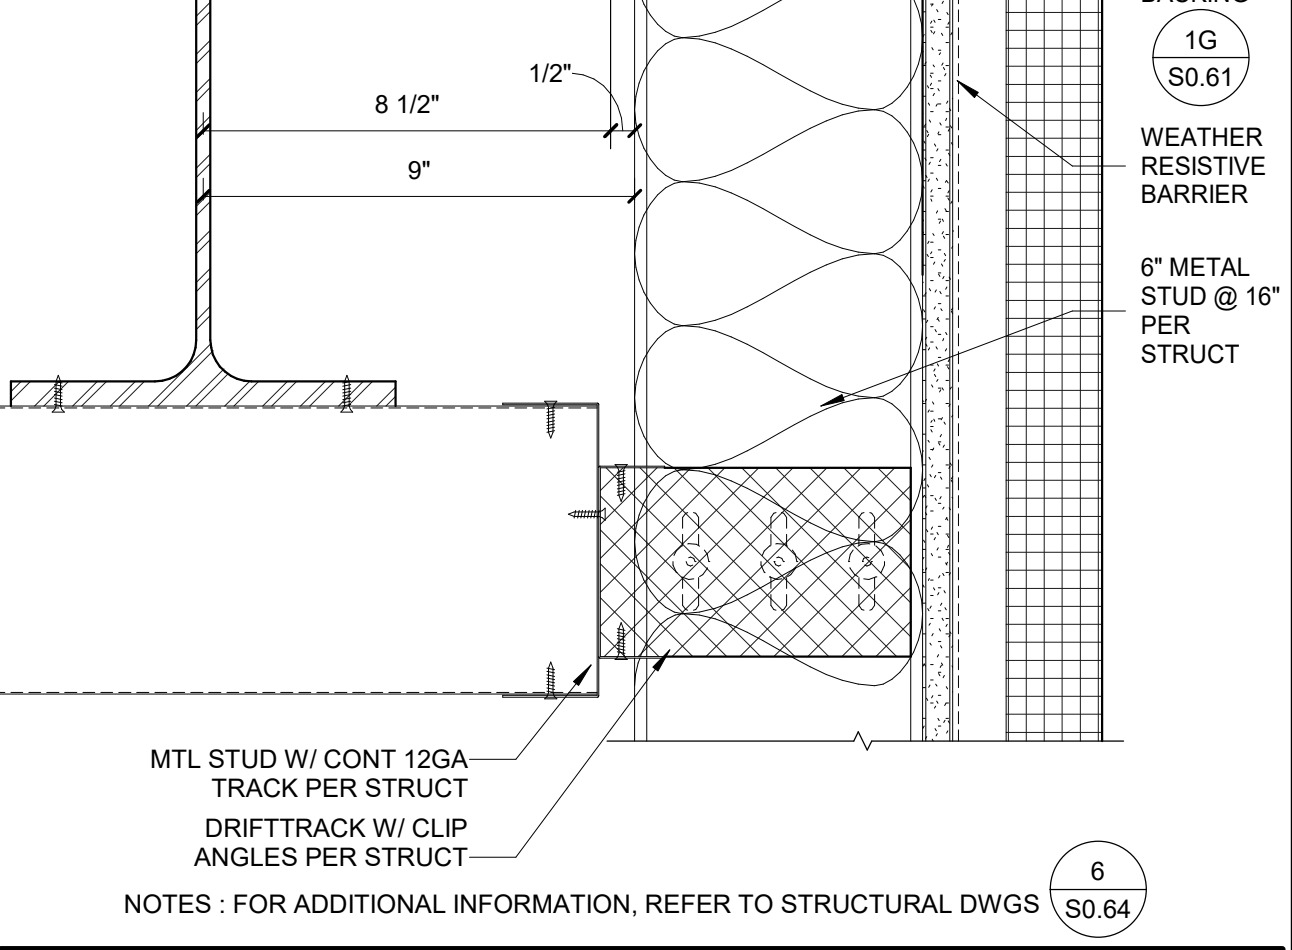 1G
S0.61
1/2"
8 1/2"
9"
WEATHER
RESISTIVE
BARRIER
6" METAL
STUD @ 16"
PER
STRUCT
MTL STUD W/ CONT 12GA
TRACK PER STRUCT
DRIFTTRACK W/ CLIP
ANGLES PER STRUCT
NOTES : FOR ADDITIONAL INFORMATION, REFER TO STRUCTURAL DWGS
6
S0.64